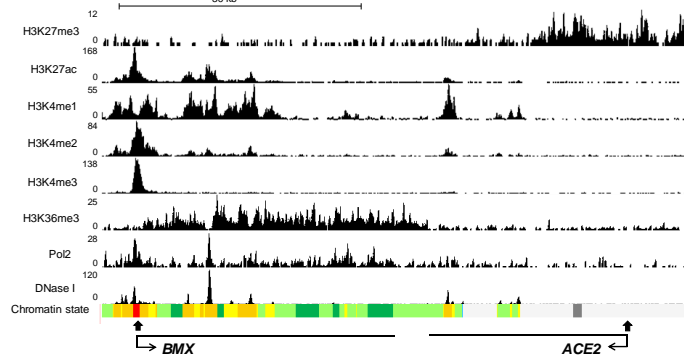 12
H3K27me3
0
168
H3K27ac
0
55
H3K4me1
0
84
H3K4me2
0
138
H3K4me3
0
25
H3K36me3
0
28
Pol2
0
120
DNase I
0
Chromatin state
BMX ACE2